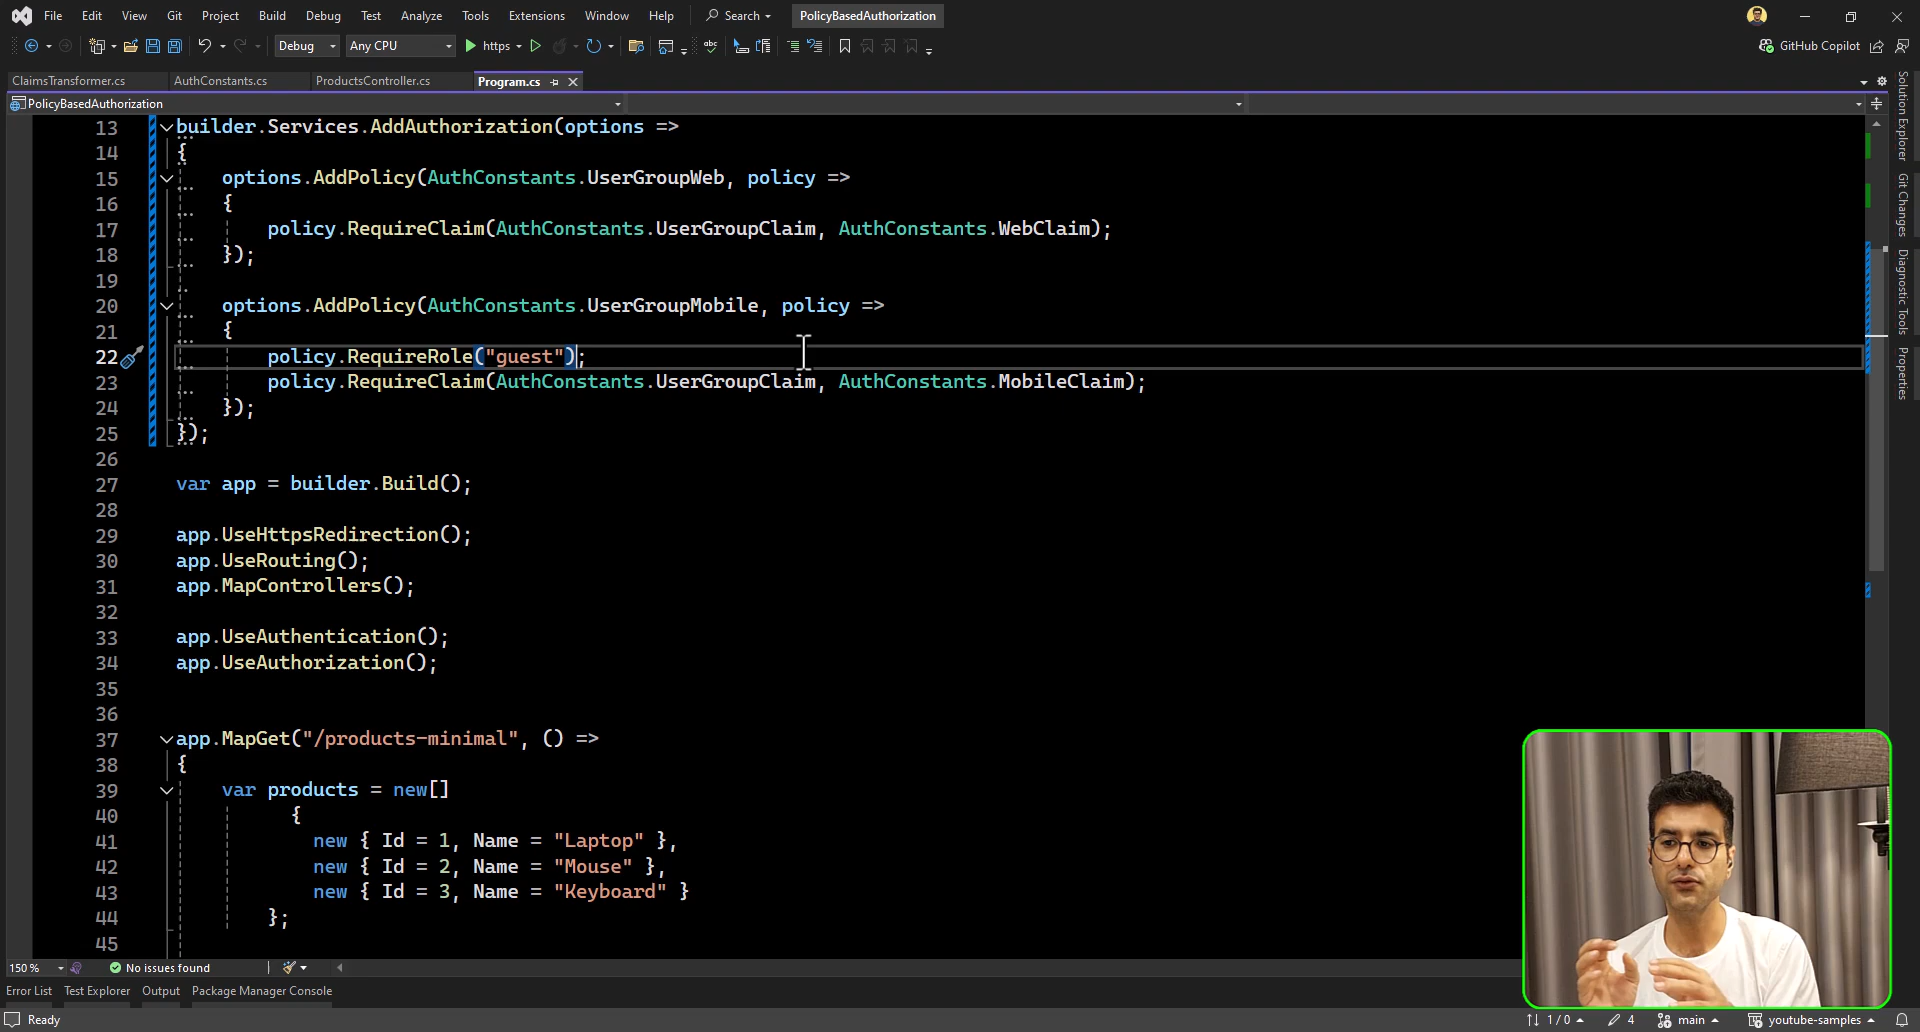 File Edit View Git Project Build Debug Test Analyze Tools Extensions Window Help Search PolicyBasedAuthorization
Debug Any CPU https abc GitHub Copilot
ClaimsTransformer.cs AuthConstants.cs ProductsController.cs Program.cs
PolicyBasedAuthorization
13 builder.Services.AddAuthorization(options =>
14 {
15 options.AddPolicy(AuthConstants.UserGroupWeb, policy =>
16 {
17 policy.RequireClaim(AuthConstants.UserGroupClaim, AuthConstants.WebClaim);
18 });
19
20 options.AddPolicy(AuthConstants.UserGroupMobile, policy =>
21 {
22 policy.RequireRole("guest");
23 policy.RequireClaim(AuthConstants.UserGroupClaim, AuthConstants.MobileClaim);
24 });
25 });
26
27 var app = builder.Build();
28
29 app.UseHttpsRedirection();
30 app.UseRouting();
31 app.MapControllers();
32
33 app.UseAuthentication();
34 app.UseAuthorization();
35
36
37 app.MapGet("/products-minimal", () =>
38 {
39 var products = new[]
40 {
41 new { Id = 1, Name = "Laptop" },
42 new { Id = 2, Name = "Mouse" },
43 new { Id = 3, Name = "Keyboard" }
44 };
45
Solution Explorer
Git Changes
Diagnostic Tools
Properties
150 % No issues found
Error List Test Explorer Output Package Manager Console
Ready 1 / 0 4 main youtube-samples